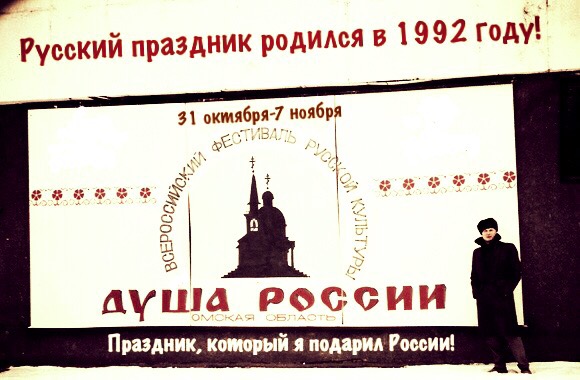 Русский праздник родился в 1992 году!
31 октября-7 ноября
ВСЕРОССИЙСКИЙ ФЕСТИВАЛЬ РУССКОЙ КУЛЬТУРЫ
ДУША РОССИИ
ОМСКАЯ ОБЛАСТЬ
Праздник, который я подарил России!